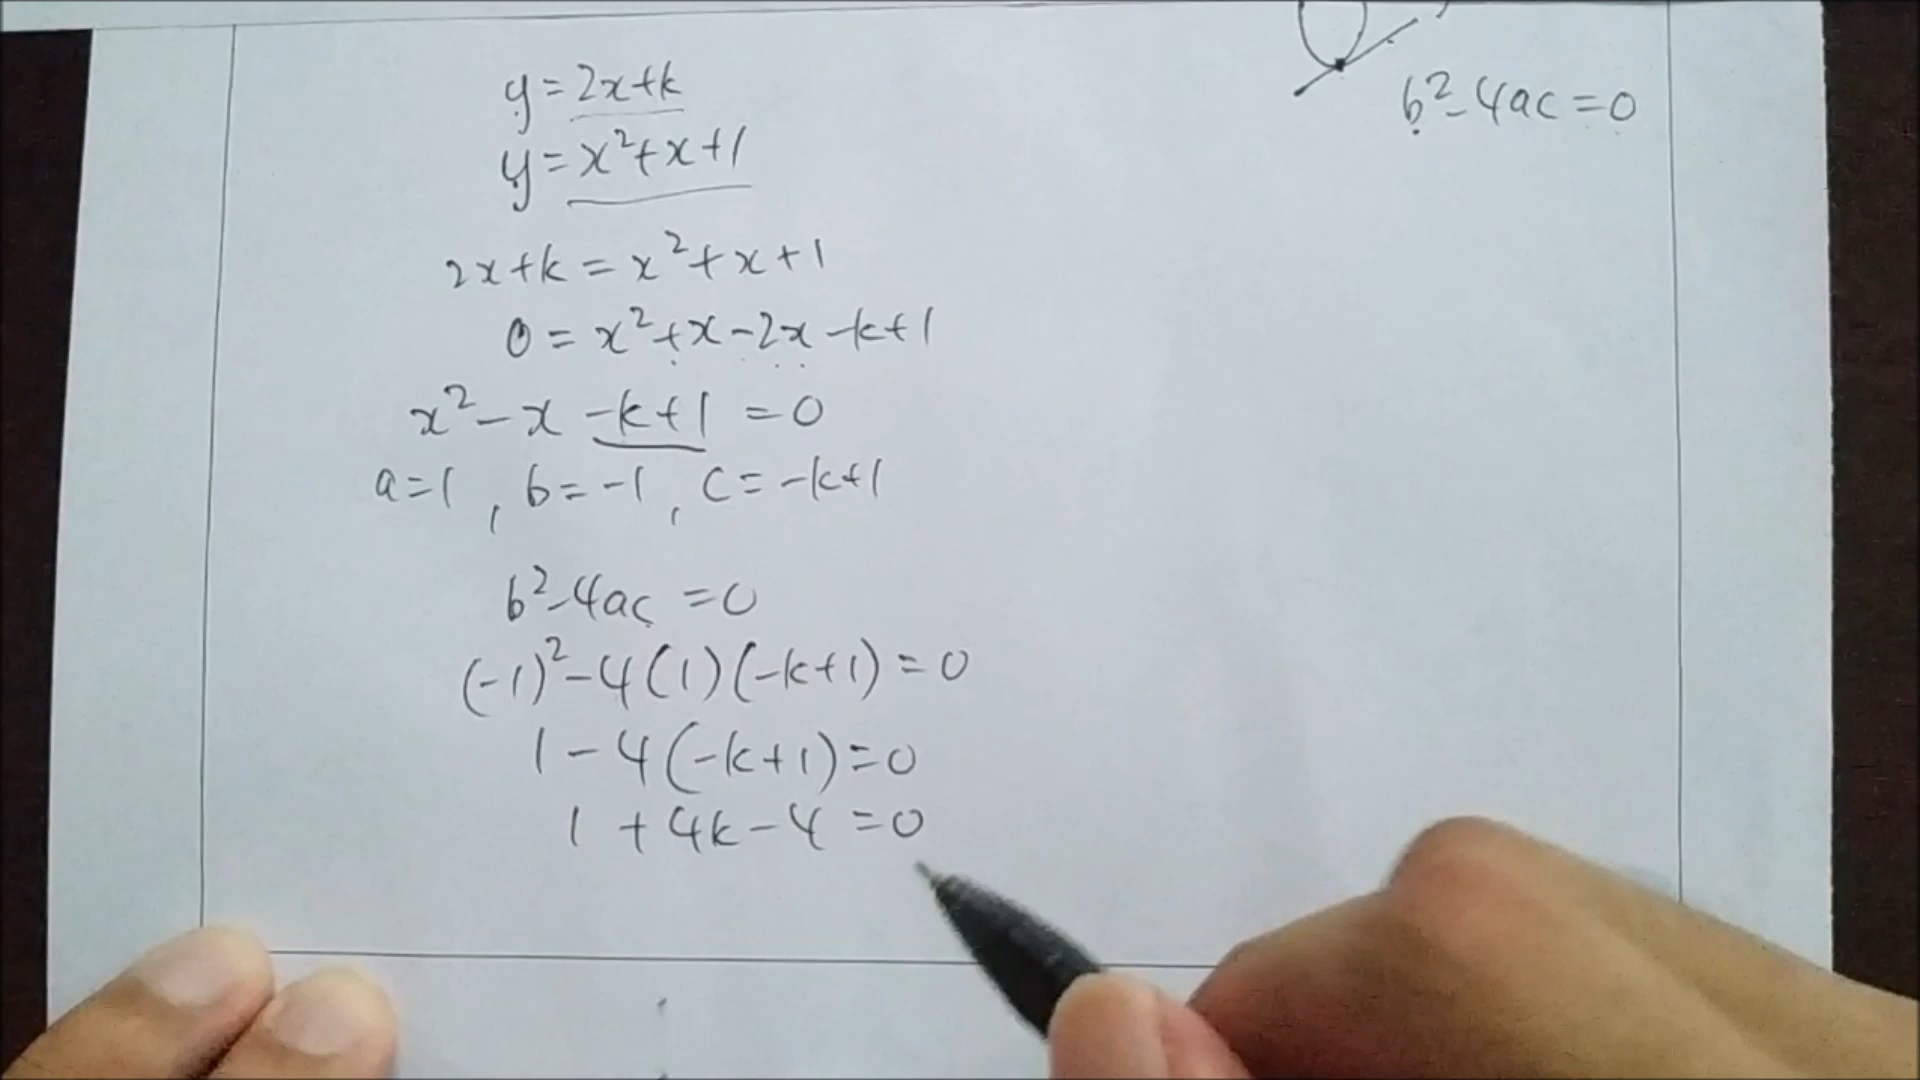 y = 2x+k
y = x²+x+1
b²-4ac = 0
2x+k = x²+x+1
0 = x²+x-2x-k+1
x²-x-k+1 = 0
a=1, b=-1, c=-k+1
b²-4ac = 0
(-1)²-4(1)(-k+1) = 0
1-4(-k+1) = 0
1+4k-4 = 0